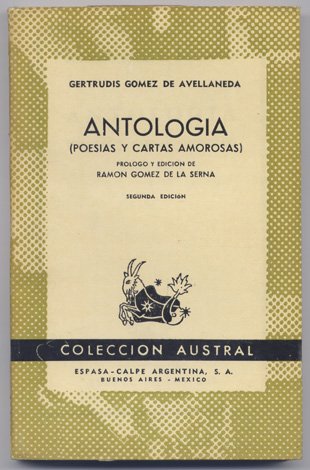 GERTRUDIS GOMEZ DE AVELLANEDA
ANTOLOGIA
(POESIAS Y CARTAS AMOROSAS)
PROLOGO Y EDICION DE
RAMON GOMEZ DE LA SERNA
SEGUNDA EDICION
COLECCION AUSTRAL
ESPASA-CALPE ARGENTINA, S. A.
BUENOS AIRES - MEXICO